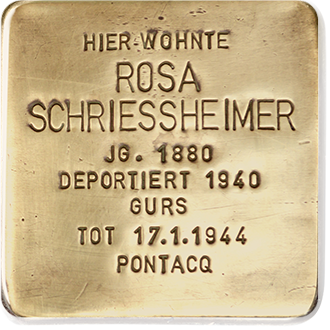 HIER WOHNTE
ROSA
SCHRIESSHEIMER
JG. 1880
DEPORTIERT 1940
GURS
TOT 17.1.1944
PONTACQ